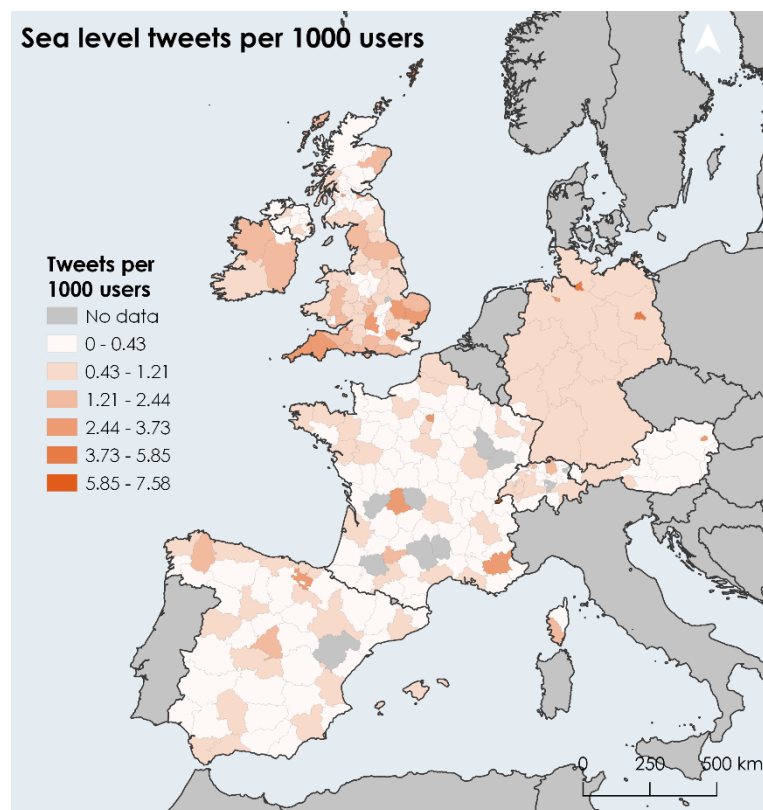 Sea level tweets per 1000 users
Tweets per
1000 users
No data
0 - 0.43
0.43 - 1.21
1.21 - 2.44
2.44 - 3.73
3.73 - 5.85
5.85 - 7.58
0 250 500 km